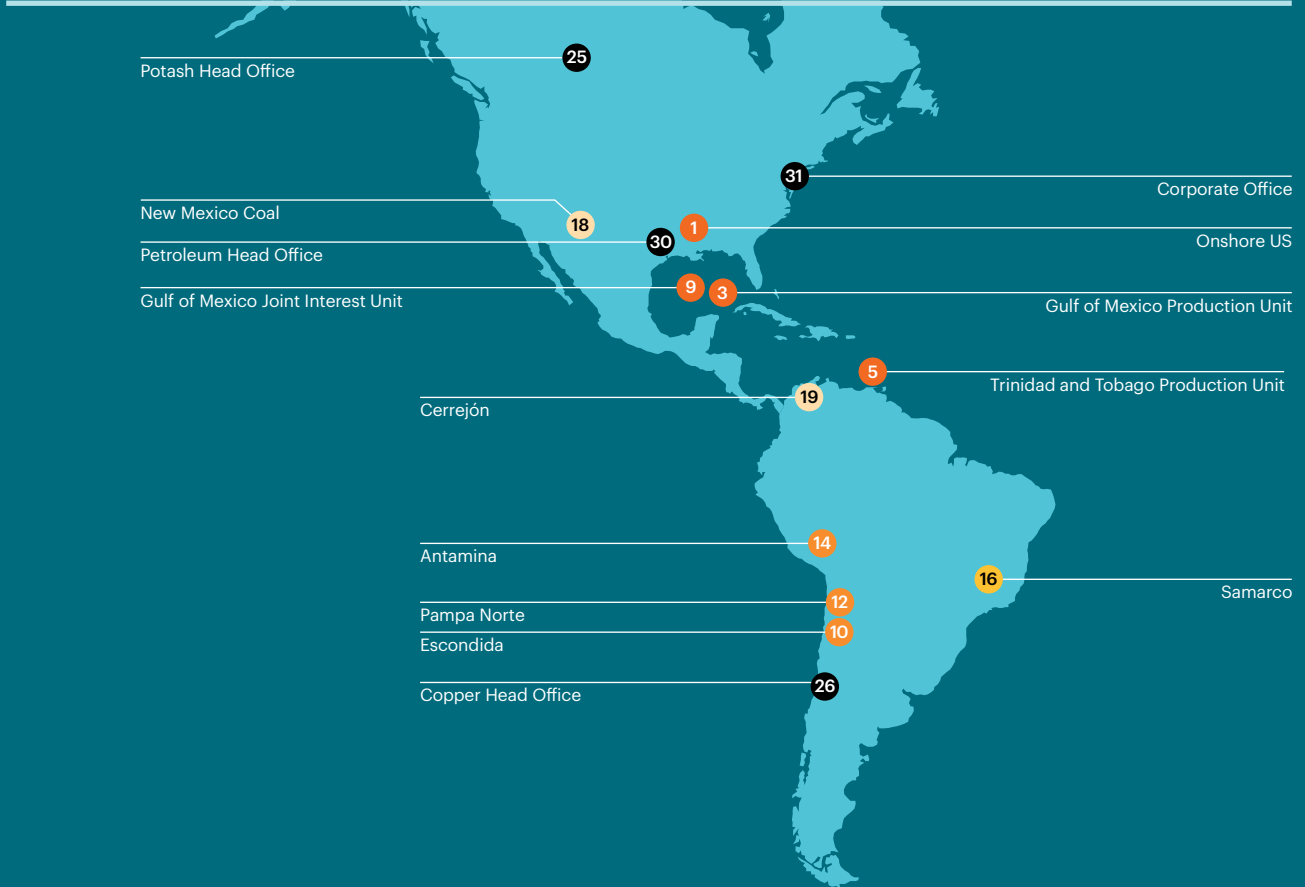 25
Potash Head Office
31
Corporate Office
New Mexico Coal
18
1
Onshore US
30
Petroleum Head Office
9
Gulf of Mexico Joint Interest Unit
3
Gulf of Mexico Production Unit
5
Trinidad and Tobago Production Unit
19
Cerrejón
14
Antamina
16
Samarco
12
Pampa Norte
10
Escondida
26
Copper Head Office